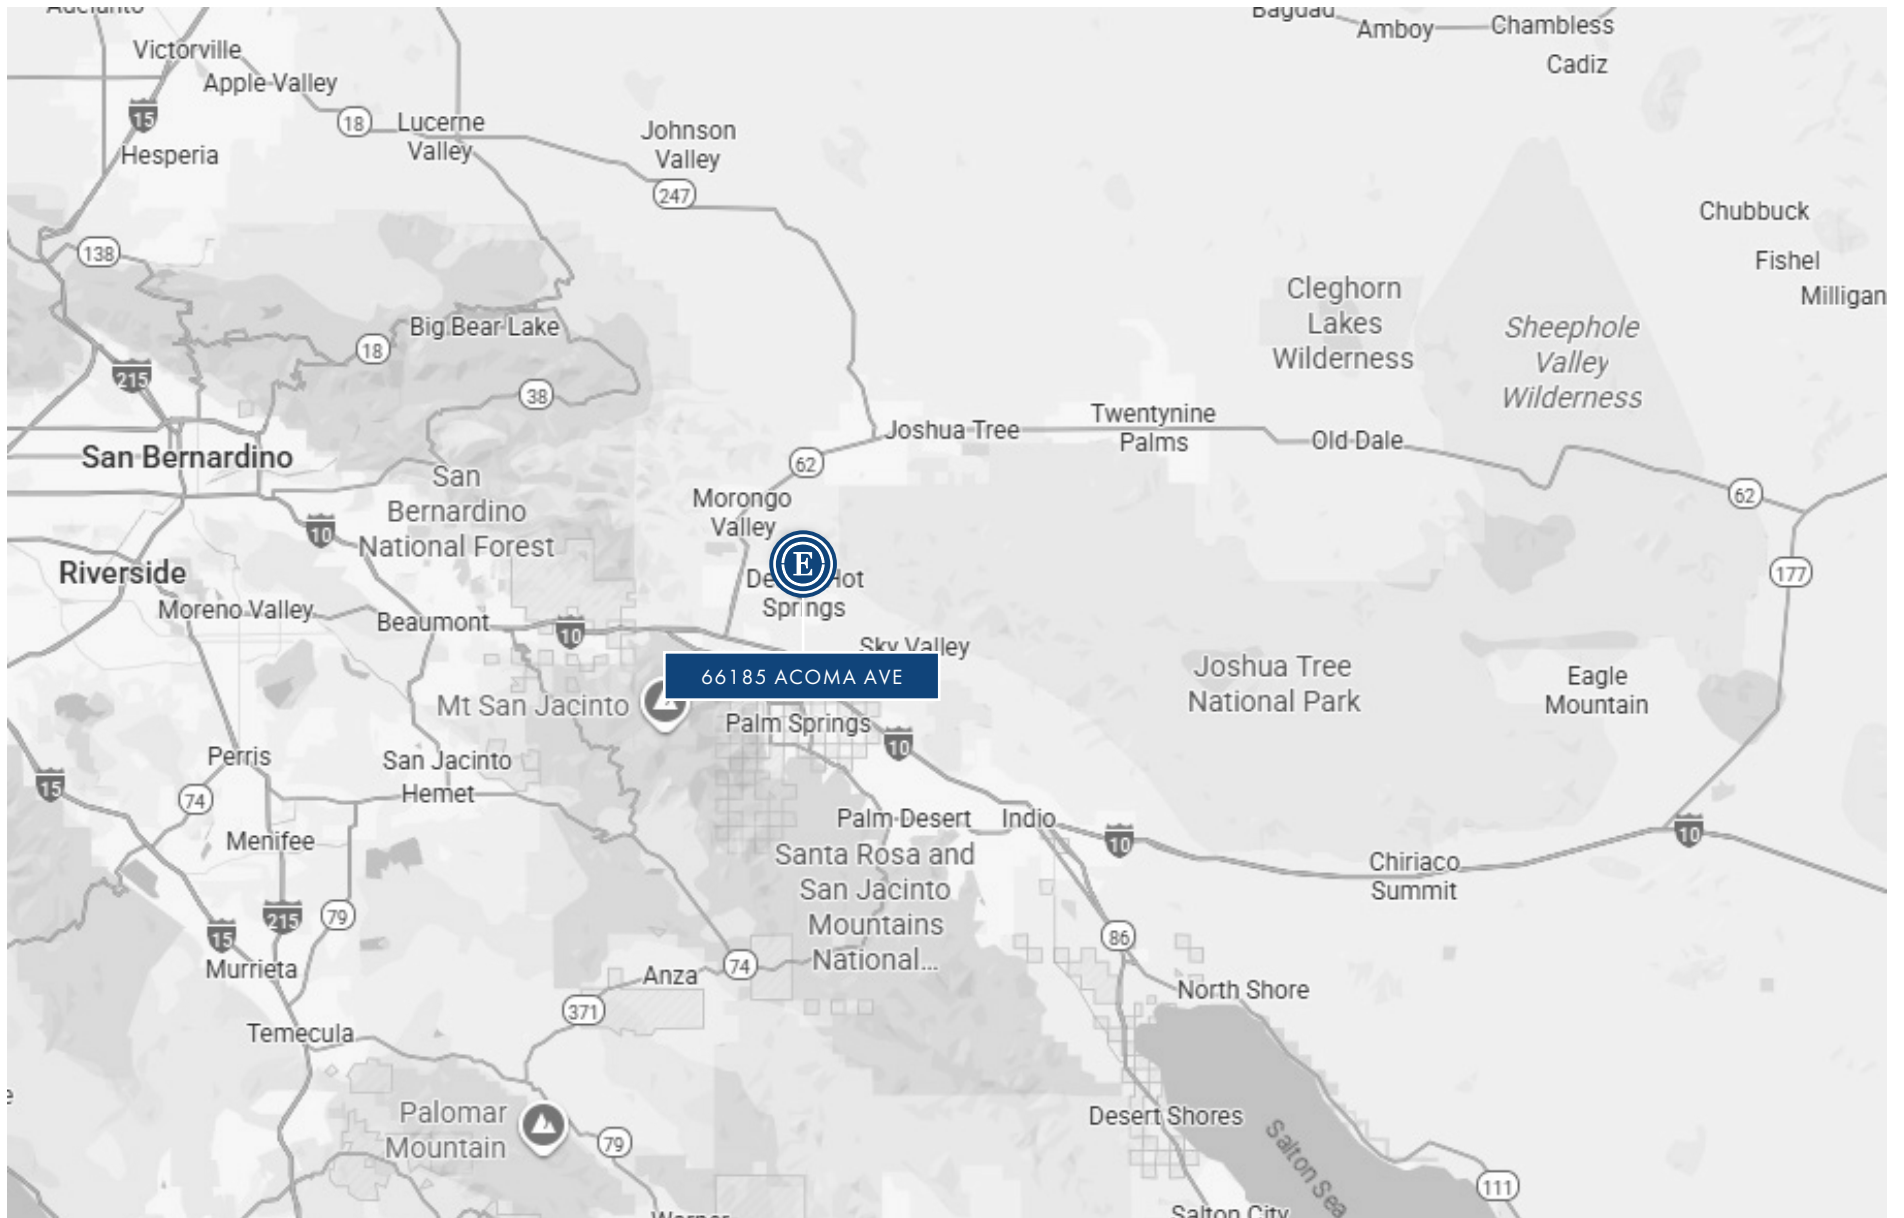 Adelanto
Bagdad
Amboy
Chambless
Cadiz
Victorville
Apple Valley
15
18
Lucerne
Valley
Johnson
Valley
Hesperia
247
Chubbuck
138
Fishel
Milligan
Cleghorn
Lakes
Wilderness
Sheephole
Valley
Wilderness
Big Bear Lake
18
215
38
Joshua Tree
Twentynine
Palms
Old Dale
San Bernardino
62
62
San
Bernardino
National Forest
Morongo
Valley
10
E
Riverside
Hot
Springs
177
Moreno Valley
Beaumont
10
Sky Valley
66185 ACOMA AVE
Joshua Tree
National Park
Eagle
Mountain
Mt San Jacinto
Palm Springs
10
Perris
San Jacinto
15
74
Hemet
Palm Desert
Indio
10
10
Menifee
Santa Rosa and
San Jacinto
Mountains
National...
Chiriaco
Summit
215
79
15
86
Murrieta
Anza
74
North Shore
371
Temecula
Palomar
Mountain
79
Desert Shores
Salton Sea
111
Salton City
Warner